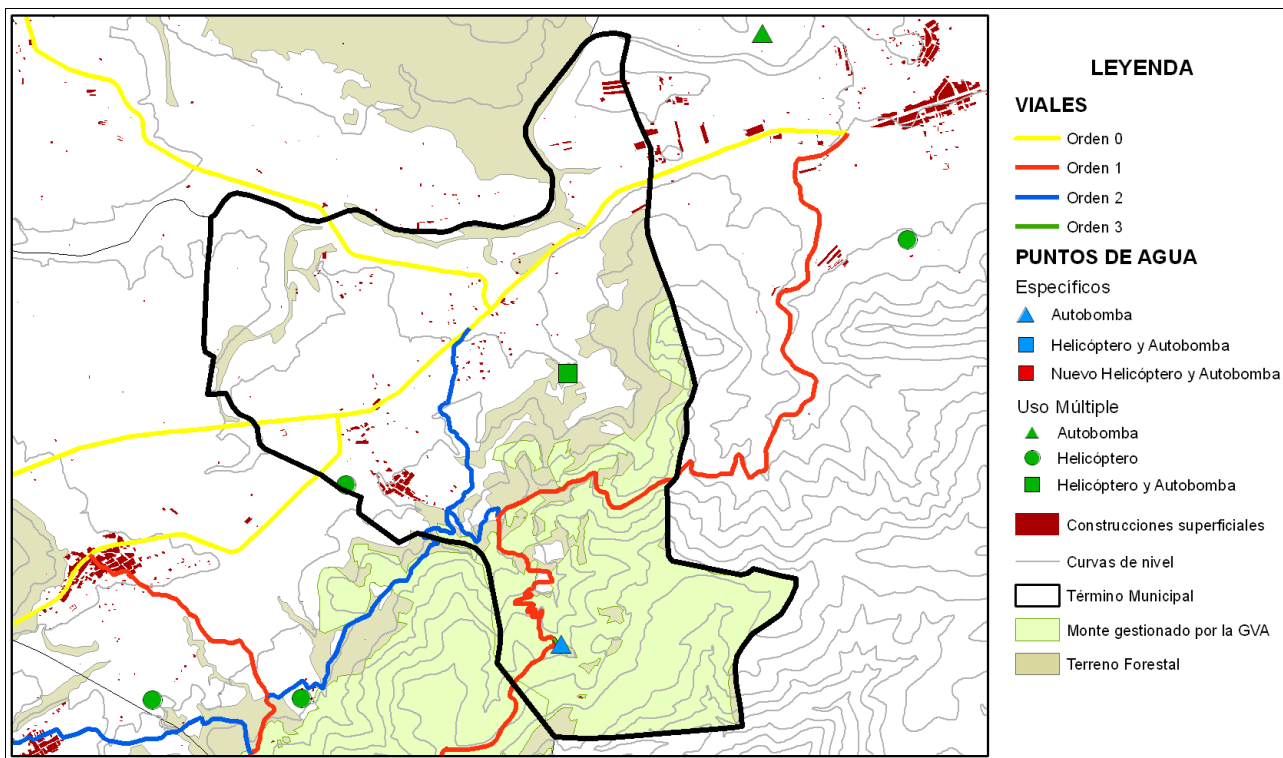 LEYENDA
VIALES
Orden 0
Orden 1
Orden 2
Orden 3
PUNTOS DE AGUA
Específicos
Autobomba
Helicóptero y Autobomba
Nuevo Helicóptero y Autobomba
Uso Múltiple
Autobomba
Helicóptero
Helicóptero y Autobomba
Construcciones superficiales
Curvas de nivel
Término Municipal
Monte gestionado por la GVA
Terreno Forestal